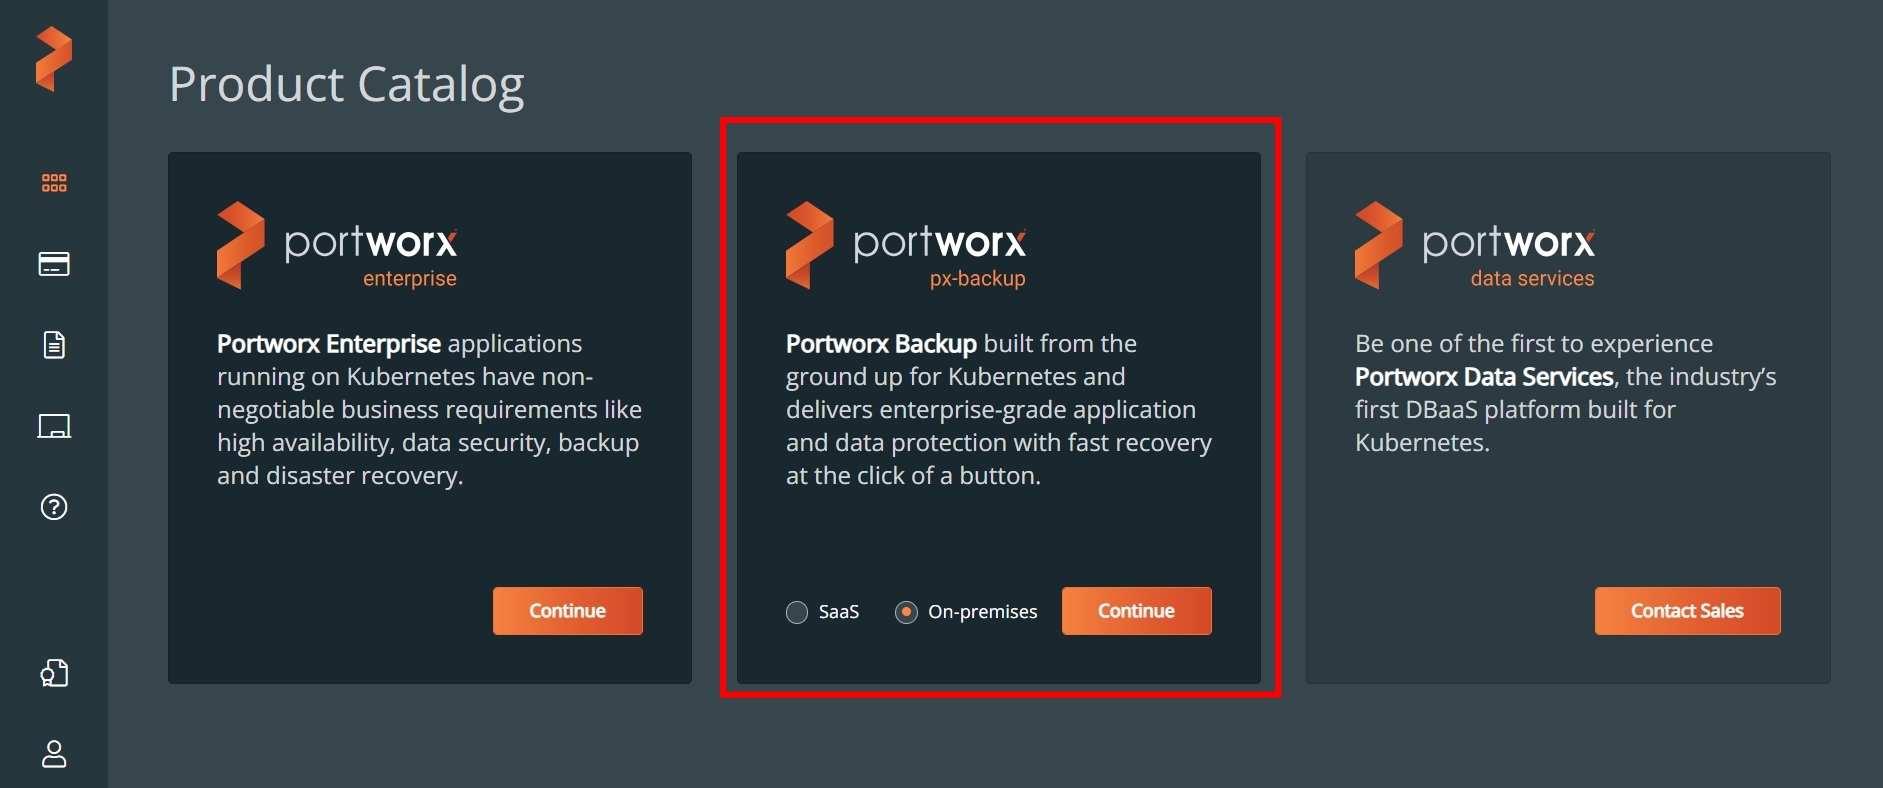 Product Catalog
portworx
enterprise
Portworx Enterprise applications
running on Kubernetes have non-
negotiable business requirements like
high availability, data security, backup
and disaster recovery.
Continue
portworx
px-backup
Portworx Backup built from the
ground up for Kubernetes and
delivers enterprise-grade application
and data protection with fast recovery
at the click of a button.
SaaS
On-premises
Continue
portworx
data services
Be one of the first to experience
Portworx Data Services, the industry’s
first DBaaS platform built for
Kubernetes.
Contact Sales